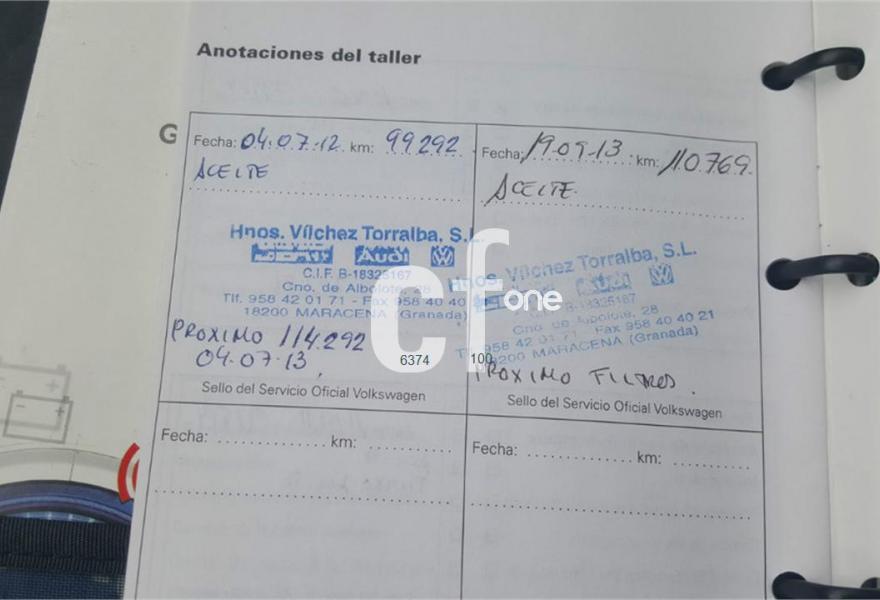 Anotaciones del taller
G
Fecha: 04.07.12 km: 99292
ACEITE
Hnos. Vílchez Torralba, S.L.
Audi
C.I.F. B-18325167
Cno. de Albolote, 28
Tlf. 958 42 01 71 - Fax 958 40 40
18200 MARACENA (Granada)
PROXIMO 114.292
04.07.13
Sello del Servicio Oficial Volkswagen
Fecha: 19.09.13 km: 110.769.
ACEITE.
Hnos. Vílchez Torralba, S.L.
Audi
B-18325167
Cno. de Albolote, 28
958 42 01 71 Fax 958 40 40 21
18200 MARACENA (Granada)
PROXIMO FILTROS.
Sello del Servicio Oficial Volkswagen
Fecha: km:
Fecha: km:
cf one
6374 100